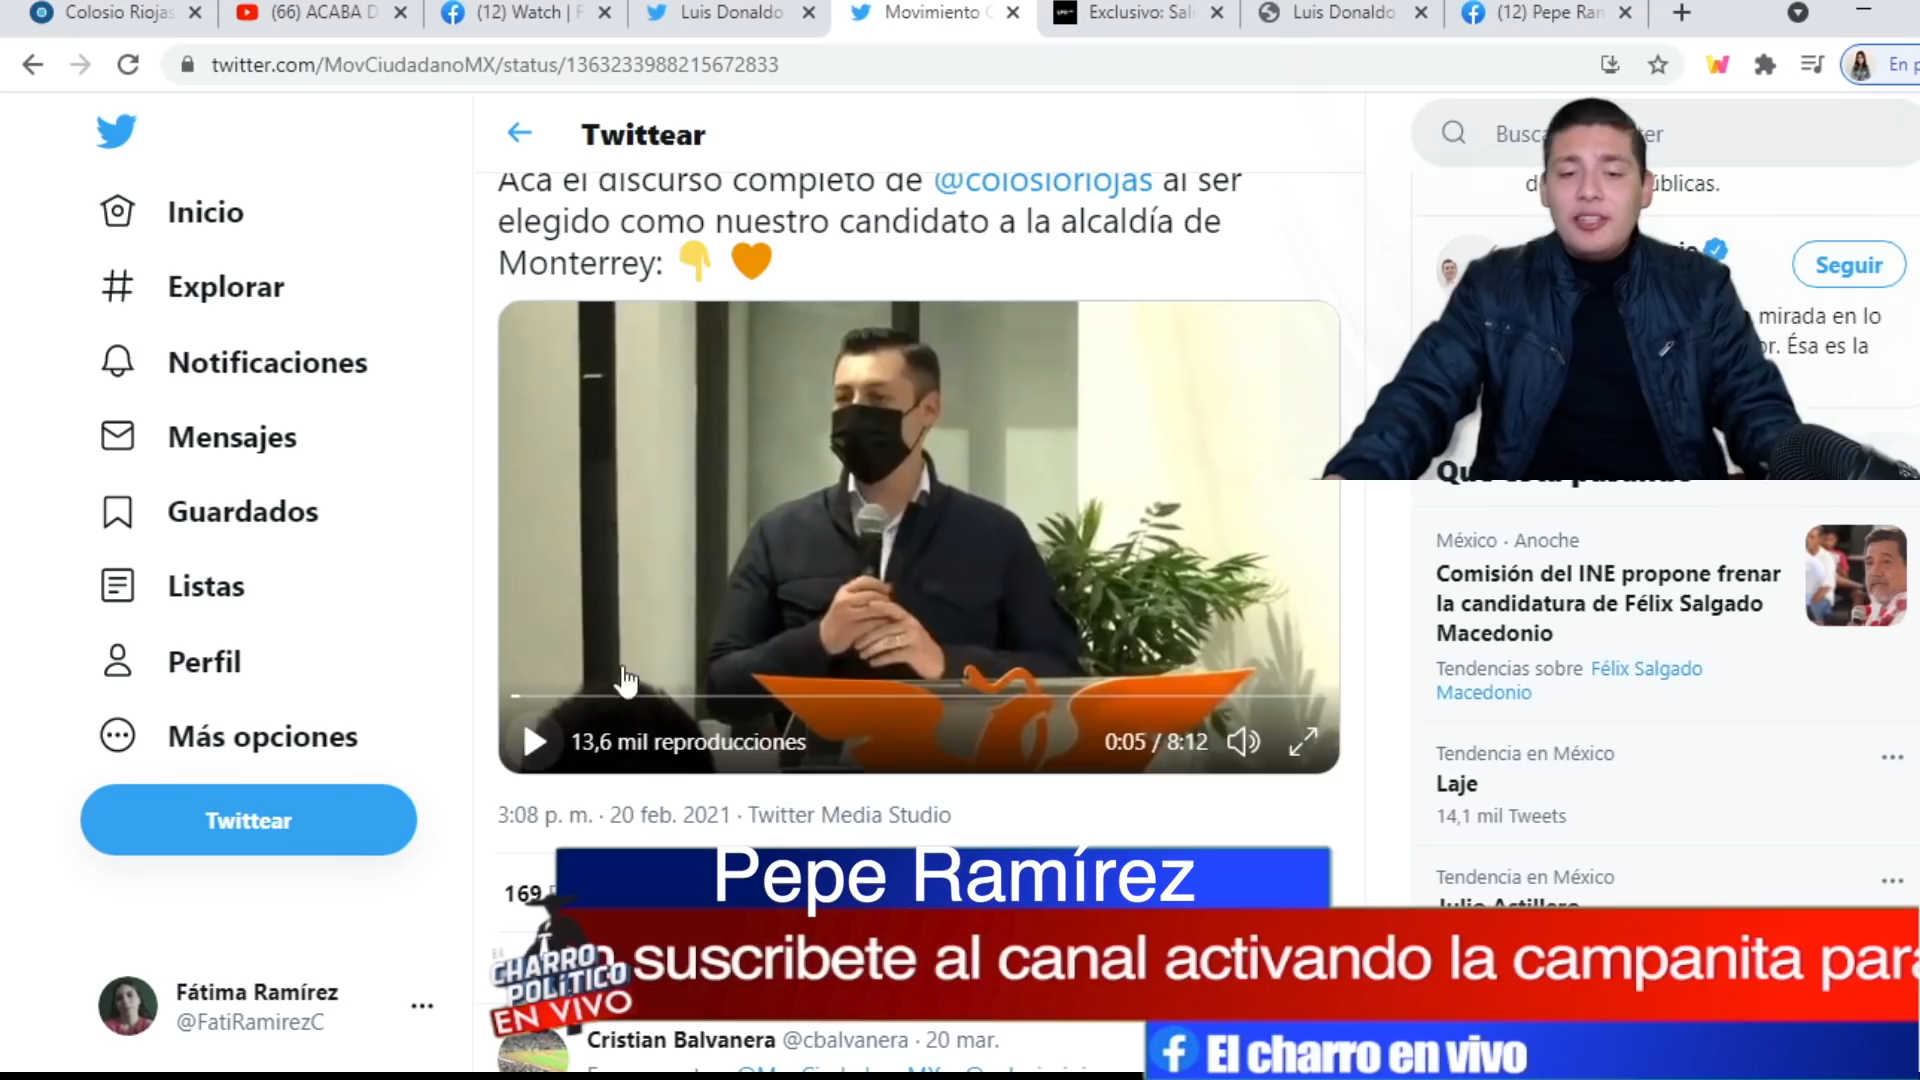 Colosio Riojas
(66) ACABA D
(12) Watch | F
Luis Donaldo
Movimiento C
Exclusivo: Sali
Luis Donaldo
(12) Pepe Ram
twitter.com/MovCiudadanoMX/status/1363233988215672833
En p
Twittear
Inicio
Explorar
Notificaciones
Mensajes
Guardados
Listas
Perfil
Más opciones
Twittear
Fátima Ramírez
@FatiRamirezC
Acá el discurso completo de @colosioriojas al ser
elegido como nuestro candidato a la alcaldía de
Monterrey: 👇 🧡
13,6 mil reproducciones
0:05 / 8:12
3:08 p. m. · 20 feb. 2021 · Twitter Media Studio
169
Pepe Ramírez
suscribete al canal activando la campanita para
EL CHARRO
POLÍTICO
EN VIVO
Cristian Balvanera @cbalvanera · 20 mar.
El charro en vivo
Seguir
mirada en lo
Ésa es la
México · Anoche
Comisión del INE propone frenar
la candidatura de Félix Salgado
Macedonio
Tendencias sobre Félix Salgado
Macedonio
Tendencia en México
Laje
14,1 mil Tweets
Tendencia en México
Julio Astillero